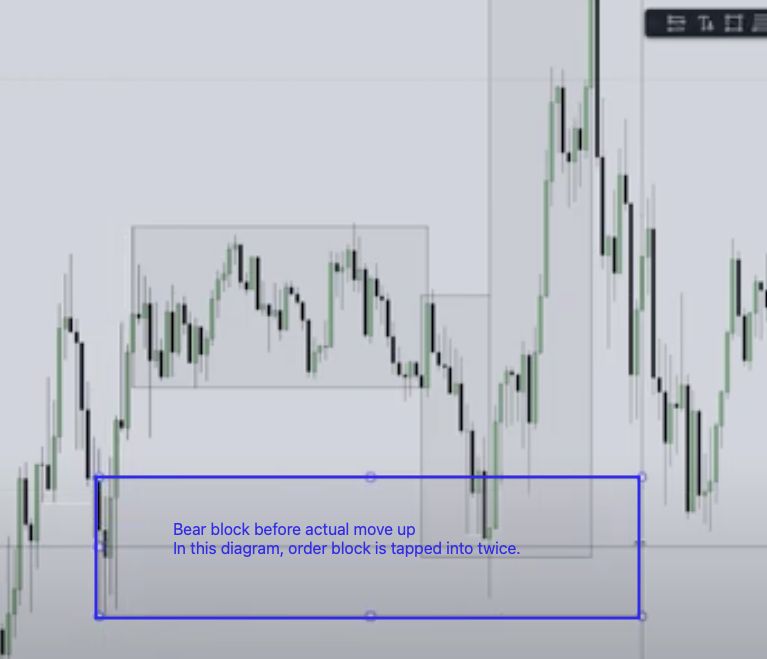 Bear block before actual move up
In this diagram, order block is tapped into twice.